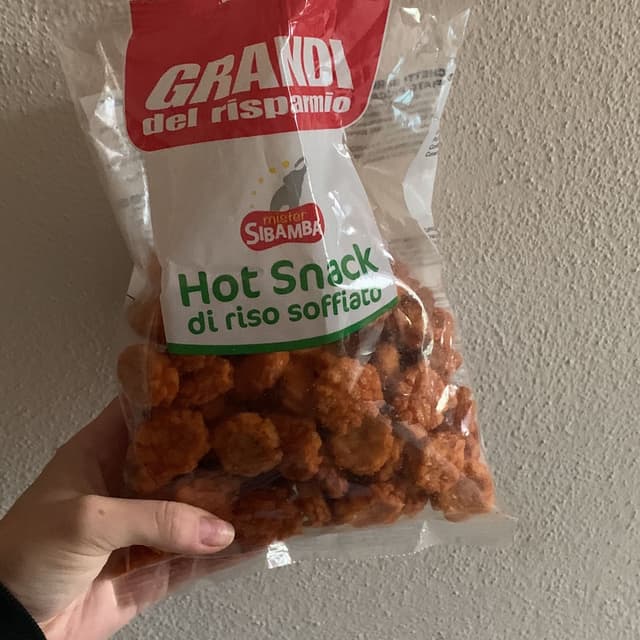 GRANDI
del risparmio
mister
SIBAMBA
Hot Snack
di riso soffiato